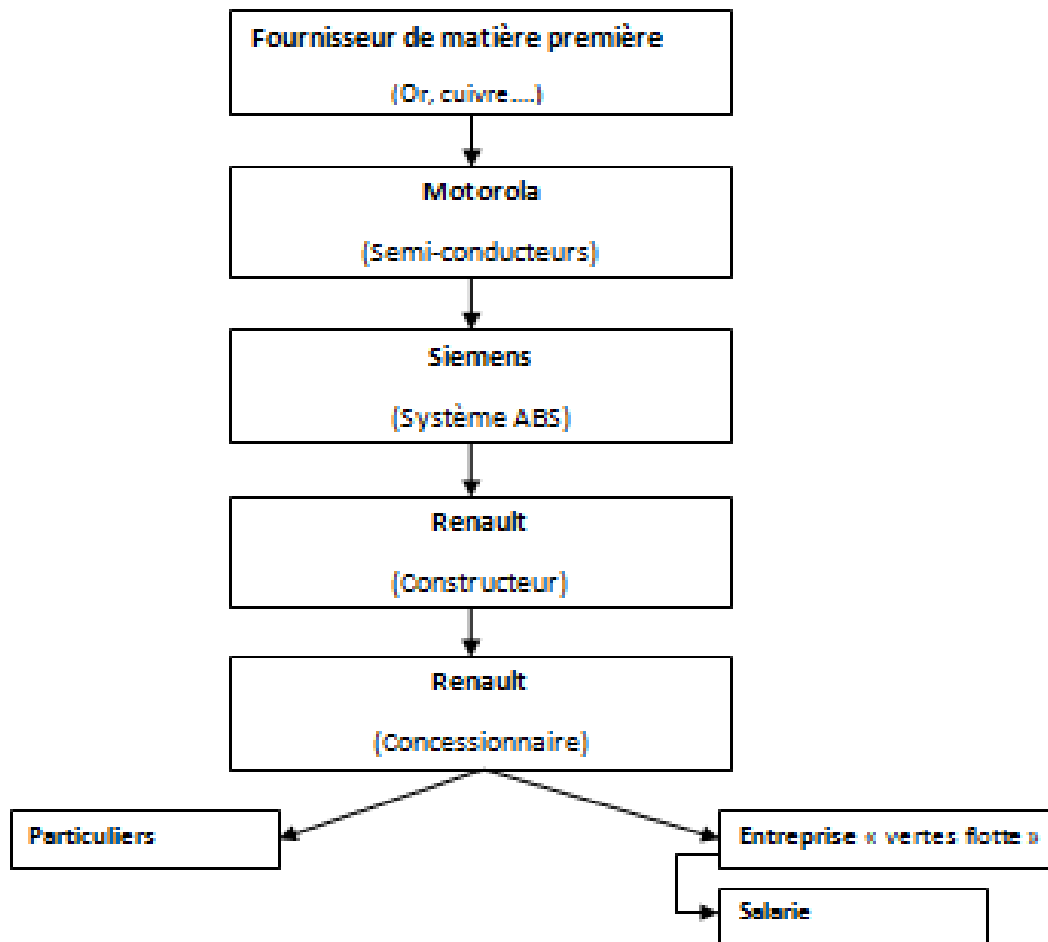 Fournisseur de matière première
(Or, cuivre....)
Motorola
(Semi-conducteurs)
Siemens
(Système ABS)
Renault
(Constructeur)
Renault
(Concessionnaire)
Particuliers
Entreprise « vertes flotte »
Salarie